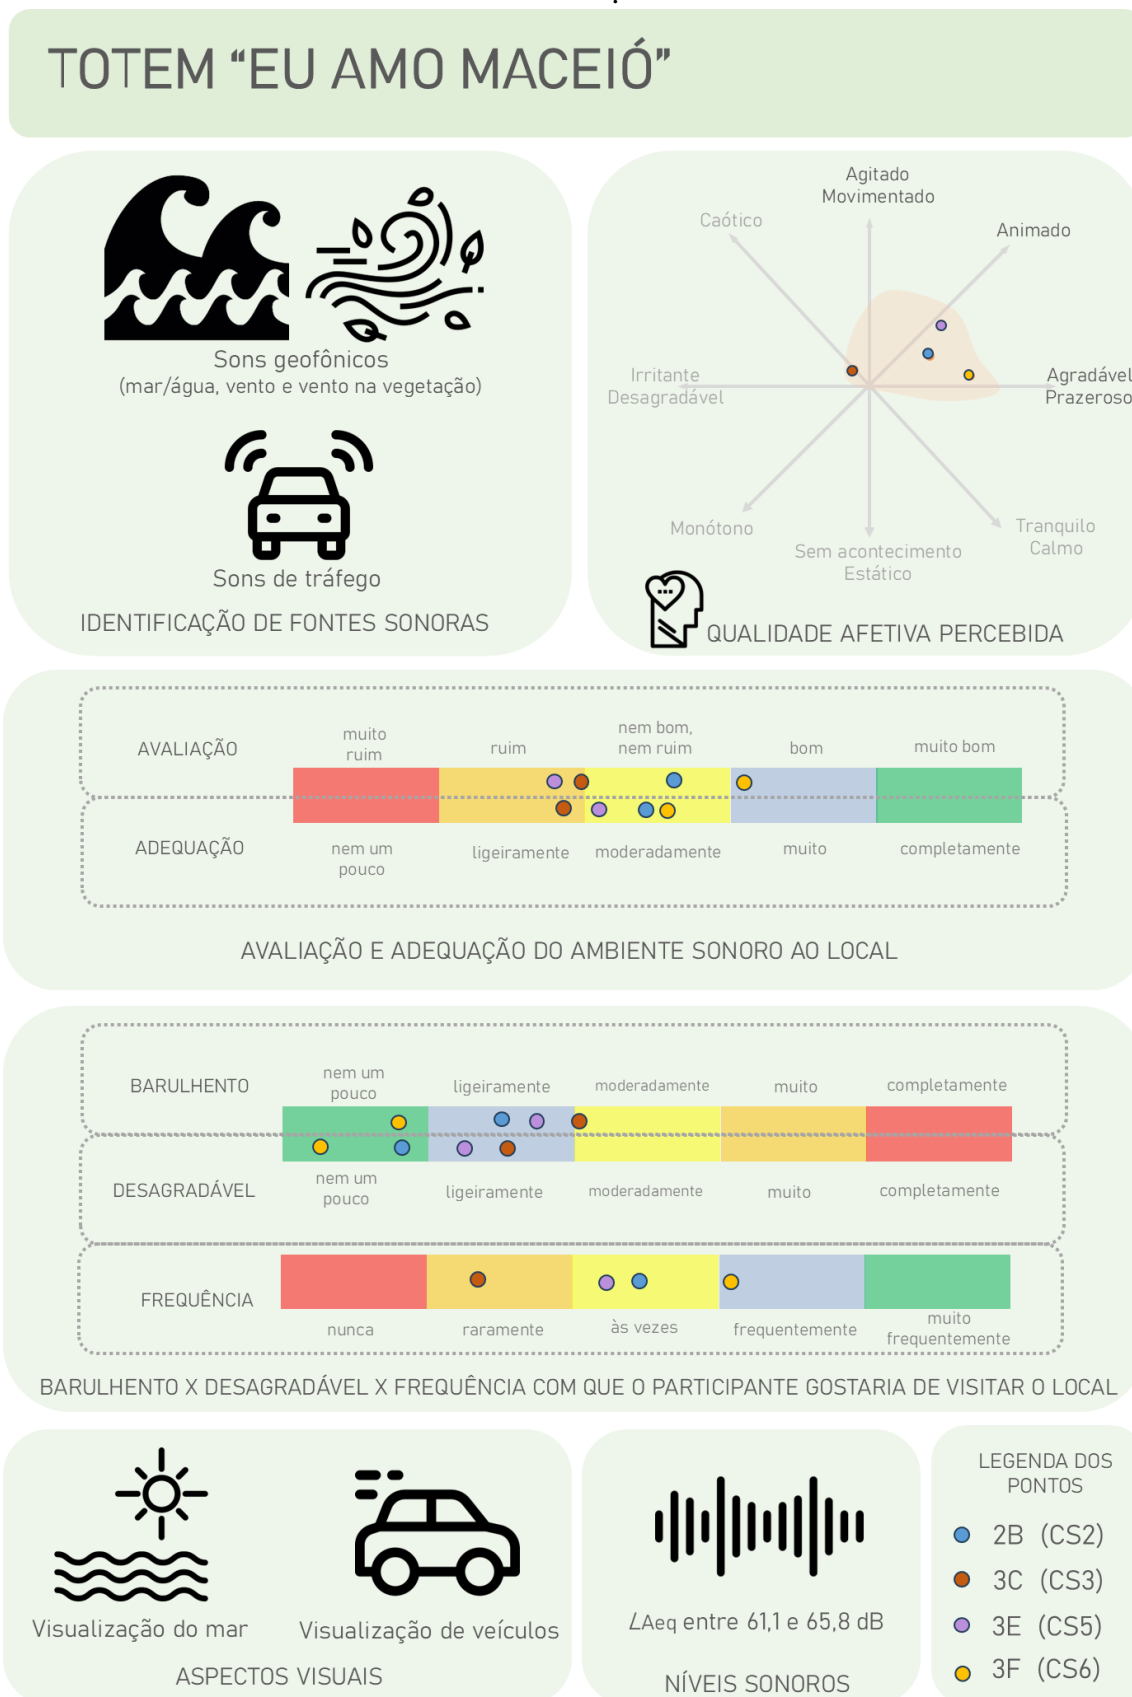 TOTEM “EU AMO MACEIÓ”
Sons geofônicos
(mar/água, vento e vento na vegetação)
Sons de tráfego
IDENTIFICAÇÃO DE FONTES SONORAS
Agitado
Movimentado
Caótico
Animado
Irritante
Desagradável
Agradável
Prazeroso
Monótono
Sem acontecimento
Estático
Tranquilo
Calmo
QUALIDADE AFETIVA PERCEBIDA
AVALIAÇÃO
muito
ruim
ruim
nem bom,
nem ruim
bom
muito bom
ADEQUAÇÃO
nem um
pouco
ligeiramente
moderadamente
muito
completamente
AVALIAÇÃO E ADEQUAÇÃO DO AMBIENTE SONORO AO LOCAL
BARULHENTO
nem um
pouco
ligeiramente
moderadamente
muito
completamente
DESAGRADÁVEL
nem um
pouco
ligeiramente
moderadamente
muito
completamente
FREQUÊNCIA
nunca
raramente
às vezes
frequentemente
muito
frequentemente
BARULHENTO X DESAGRADÁVEL X FREQUÊNCIA COM QUE O PARTICIPANTE GOSTARIA DE VISITAR O LOCAL
Visualização do mar
Visualização de veículos
ASPECTOS VISUAIS
LAeq entre 61,1 e 65,8 dB
NÍVEIS SONOROS
LEGENDA DOS
PONTOS
2B (CS2)
3C (CS3)
3E (CS5)
3F (CS6)